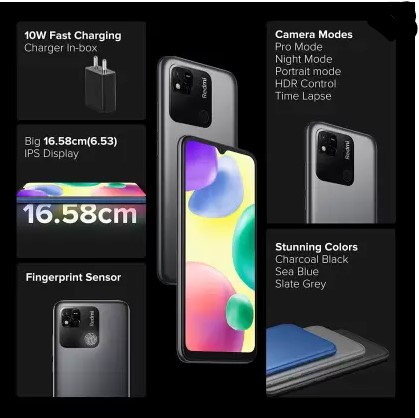 10W Fast Charging
Charger In-box
Big 16.58cm(6.53)
IPS Display
16.58cm
Fingerprint Sensor
Redmi
Redmi
Camera Modes
Pro Mode
Night Mode
Portrait mode
HDR Control
Time Lapse
Redmi
Stunning Colors
Charcoal Black
Sea Blue
Slate Grey